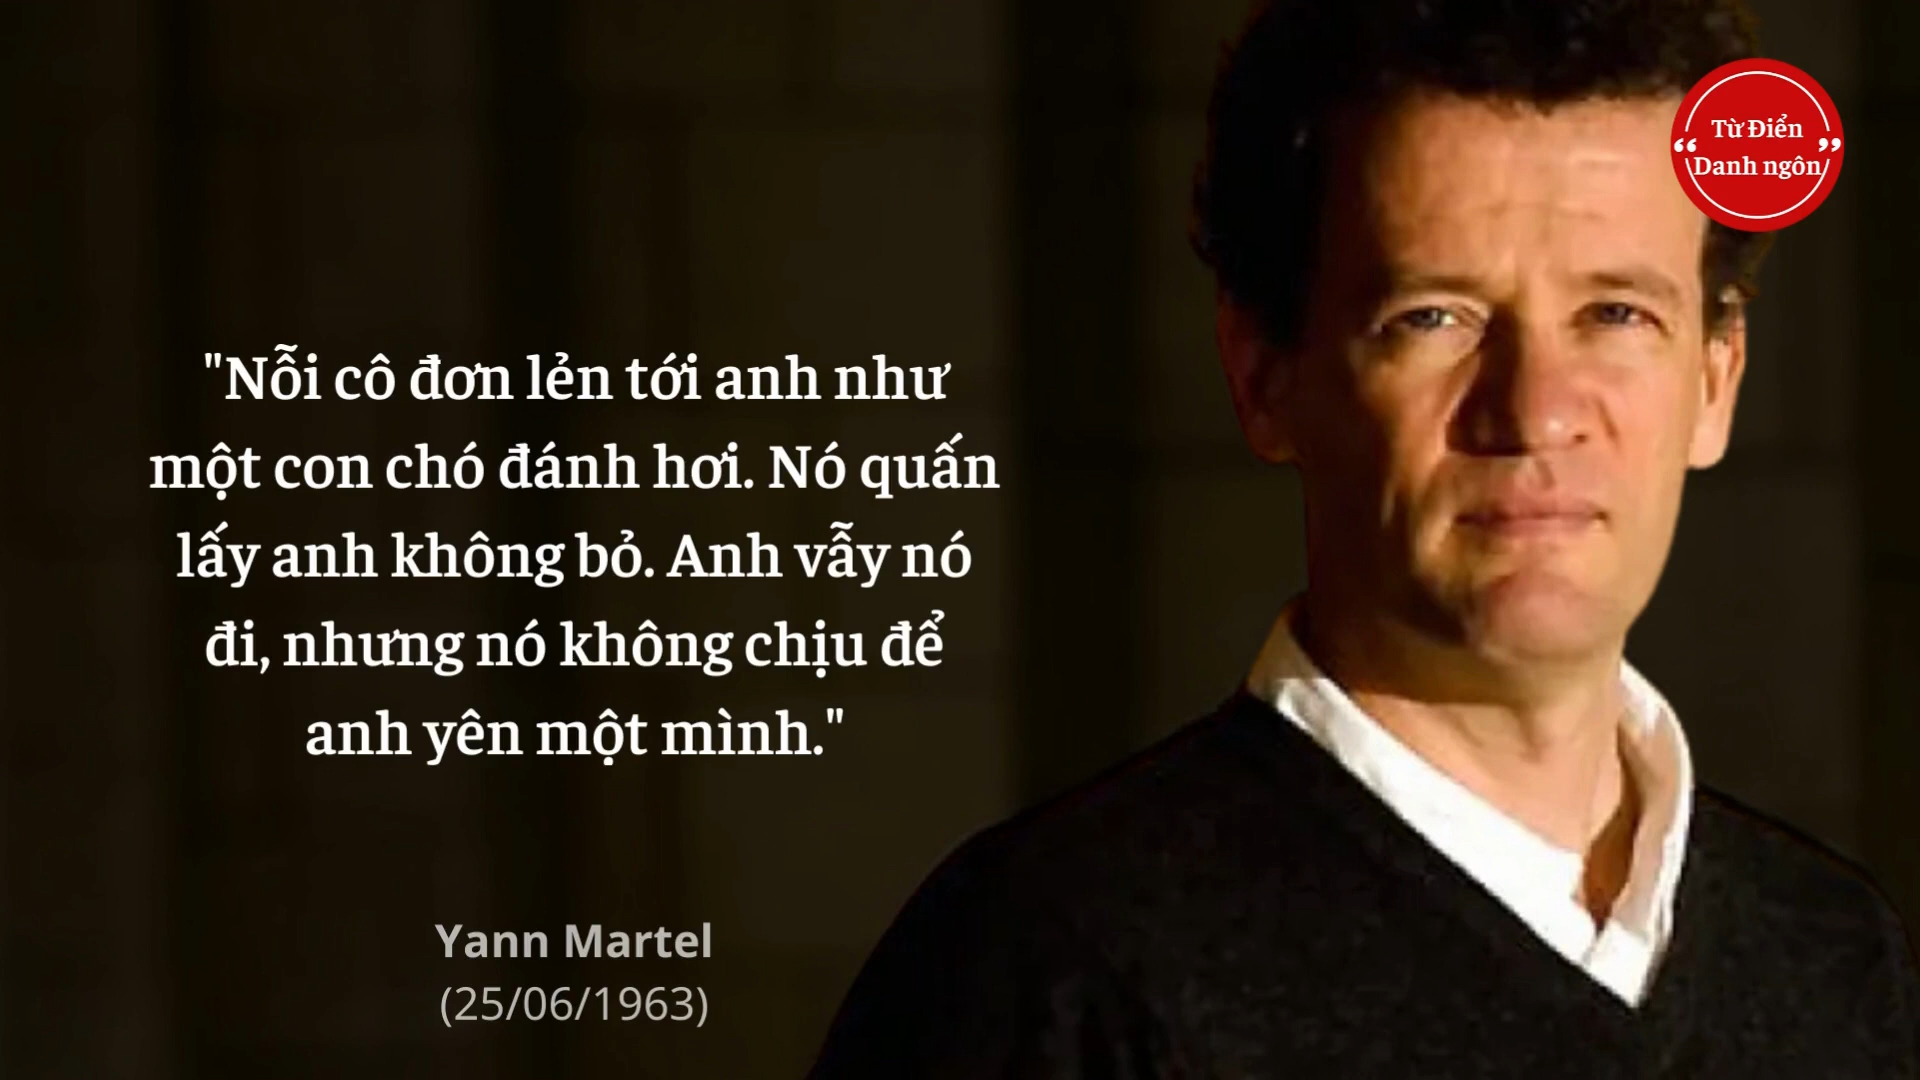 Từ Điển
Danh ngôn
"Nỗi cô đơn lẻn tới anh như
một con chó đánh hơi. Nó quấn
lấy anh không bỏ. Anh vẫy nó
đi, nhưng nó không chịu để
anh yên một mình."
Yann Martel
(25/06/1963)